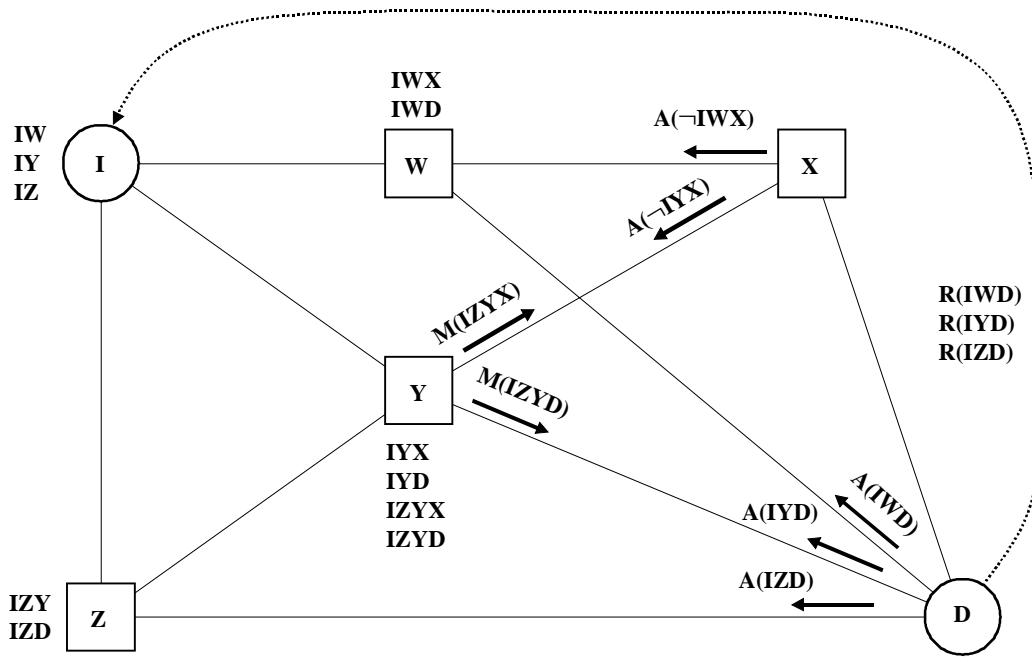 IWX
IWD
A(¬IWX)
IW
IY
IZ
I
W
X
A(¬IYX)
M(IZYX)
R(IWD)
R(IYD)
R(IZD)
Y
M(IZYD)
IYX
IYD
IZYX
IZYD
A(IWD)
A(IYD)
A(IZD)
IZY
IZD
Z
D